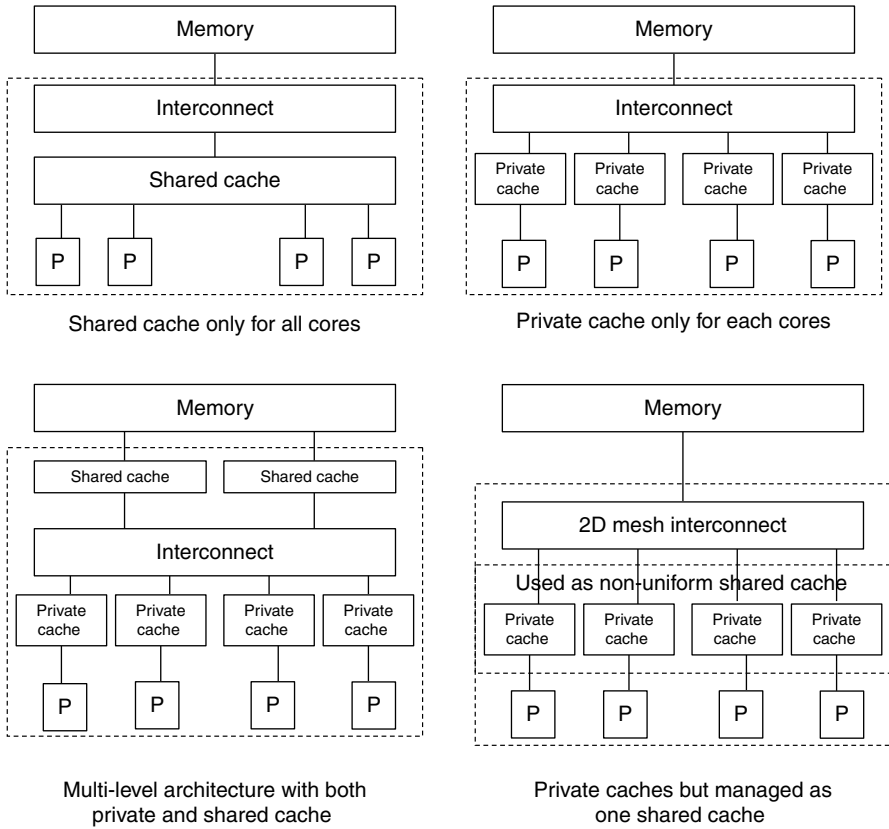 Memory
Interconnect
Shared cache
P P P P
Shared cache only for all cores
Memory
Interconnect
Private cache Private cache Private cache Private cache
P P P P
Private cache only for each cores
Memory
Shared cache Shared cache
Interconnect
Private cache Private cache Private cache Private cache
P P P P
Multi-level architecture with both
private and shared cache
Memory
2D mesh interconnect
Used as non-uniform shared cache
Private cache Private cache Private cache Private cache
P P P P
Private caches but managed as
one shared cache